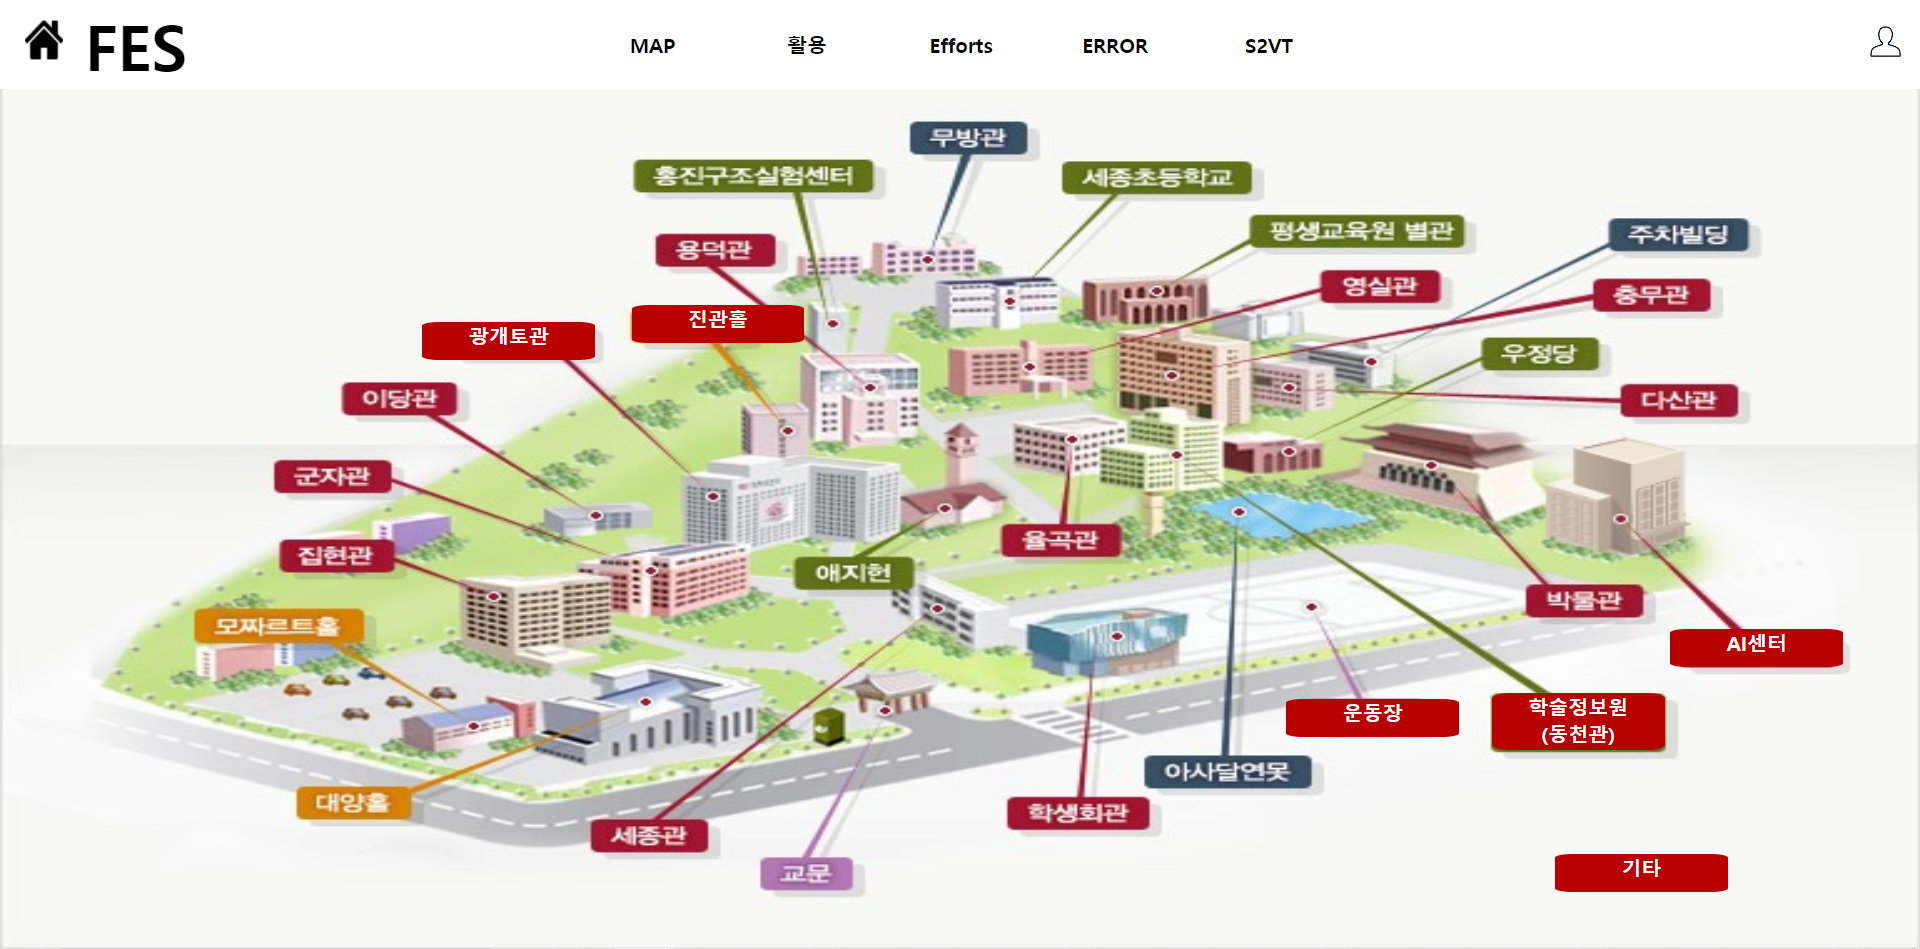 FES
MAP
활용
Efforts
ERROR
S2VT
무방관
홍진구조실험센터
세종초등학교
평생교육원 별관
주차빌딩
용덕관
영실관
충무관
진관홀
광개토관
우정당
이당관
다산관
군자관
율곡관
집현관
애지헌
박물관
모짜르트홀
AI센터
운동장
학술정보원
(동천관)
아사달연못
대양홀
학생회관
세종관
교문
기타